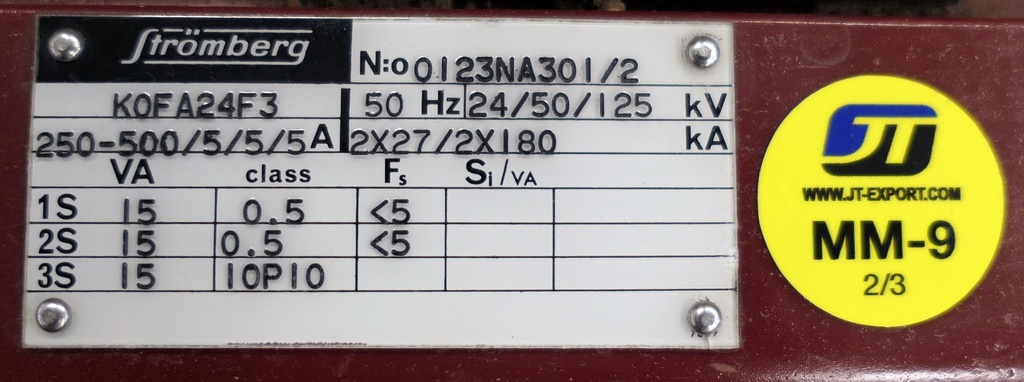 Strömberg
N:o 0123NA301/2
KOFA24F3 50 Hz 24/50/125 kV
250-500/5/5/5 A 2X27/2X180 kA
VA class Fs Si/VA
1S 15 0.5 <5
2S 15 0.5 <5
3S 15 10P10
JT
WWW.JT-EXPORT.COM
MM-9
2/3